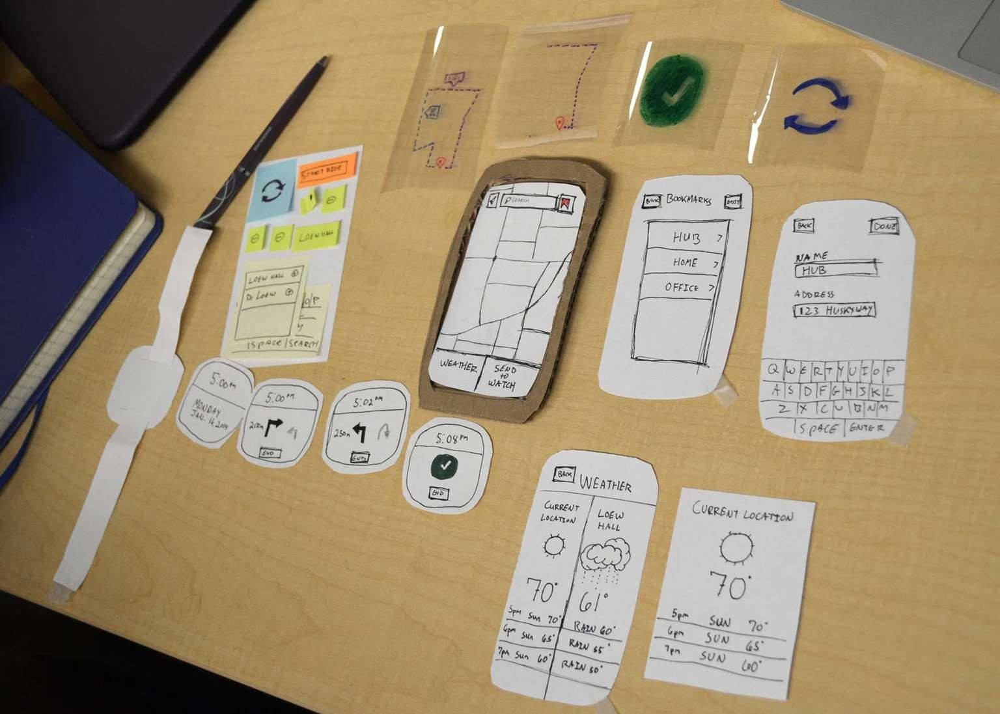 START RIDE
LOEW HALL
LOEW HALL
DR LOEW
O/P
SPACE SEARCH
5:00PM
MONDAY
JAN. 16, 2014
5:00PM
200m
END
5:02PM
250m
END
5:08PM
END
SEARCH
WEATHER
SEND
TO
WATCH
BACK BOOKMARKS EDIT
HUB >
HOME >
OFFICE >
BACK DONE
NAME
HUB
ADDRESS
123 HUSKYWAY
Q W E R T Y U I O P
A S D F G H J K L
Z X C V B N M
SPACE ENTER
BACK WEATHER
CURRENT
LOCATION
70°
5pm SUN 70°
6pm SUN 65°
7pm SUN 60°
LOEW
HALL
61°
RAIN 60°
RAIN 55°
RAIN 50°
CURRENT LOCATION
70°
5pm SUN 70°
6pm SUN 65°
7pm SUN 60°